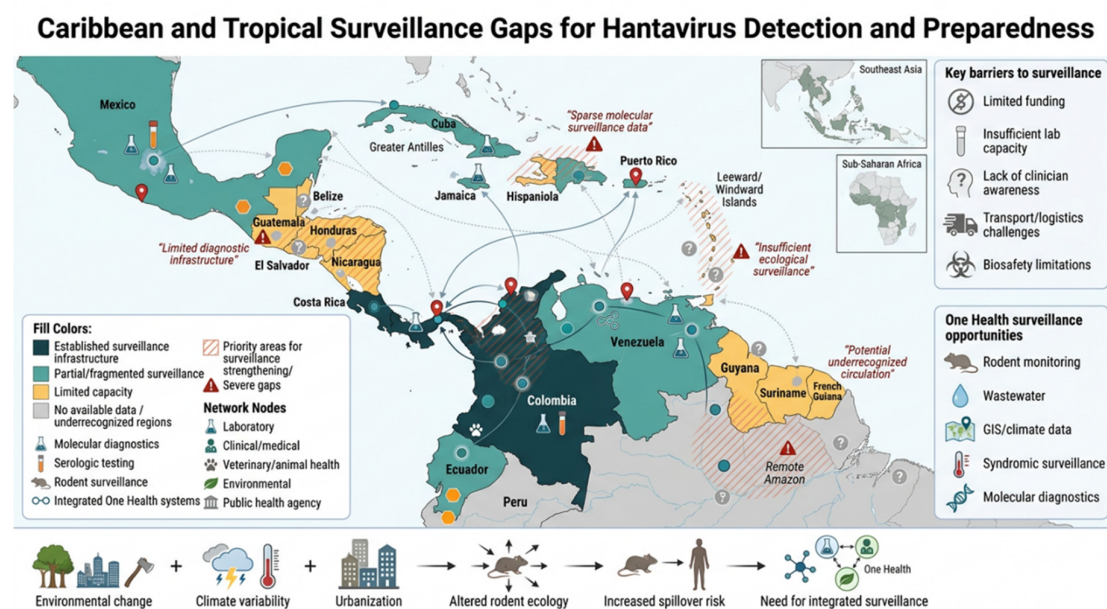 Caribbean and Tropical Surveillance Gaps for Hantavirus Detection and Preparedness
Mexico
Cuba
Greater Antilles
Jamaica
Hispaniola
"Sparse molecular
surveillance data"
Puerto Rico
Leeward/
Windward
Islands
"Insufficient
ecological
surveillance"
Belize
Guatemala
Honduras
"Limited diagnostic
infrastructure"
El Salvador
Nicaragua
Costa Rica
Venezuela
Colombia
Guyana
Suriname
French
Guiana
"Potential
underrecognized
circulation"
Ecuador
Peru
Remote
Amazon
?
?
?
?
?
?
?
?
Southeast Asia
Sub-Saharan Africa
Key barriers to surveillance
Limited funding
Insufficient lab
capacity
Lack of clinician
awareness
Transport/logistics
challenges
Biosafety limitations
One Health surveillance
opportunities
Rodent monitoring
Wastewater
GIS/climate data
Syndromic surveillance
Molecular diagnostics
Fill Colors:
Established surveillance
infrastructure
Partial/fragmented surveillance
Limited capacity
No available data /
underrecognized regions
Molecular diagnostics
Serologic testing
Rodent surveillance
Integrated One Health systems
Priority areas for
surveillance
strengthening/
Severe gaps
Network Nodes
Laboratory
Clinical/medical
Veterinary/animal health
Environmental
Public health agency
Environmental change
+
Climate variability
+
Urbanization
Altered rodent ecology
Increased spillover risk
One Health
Need for integrated surveillance